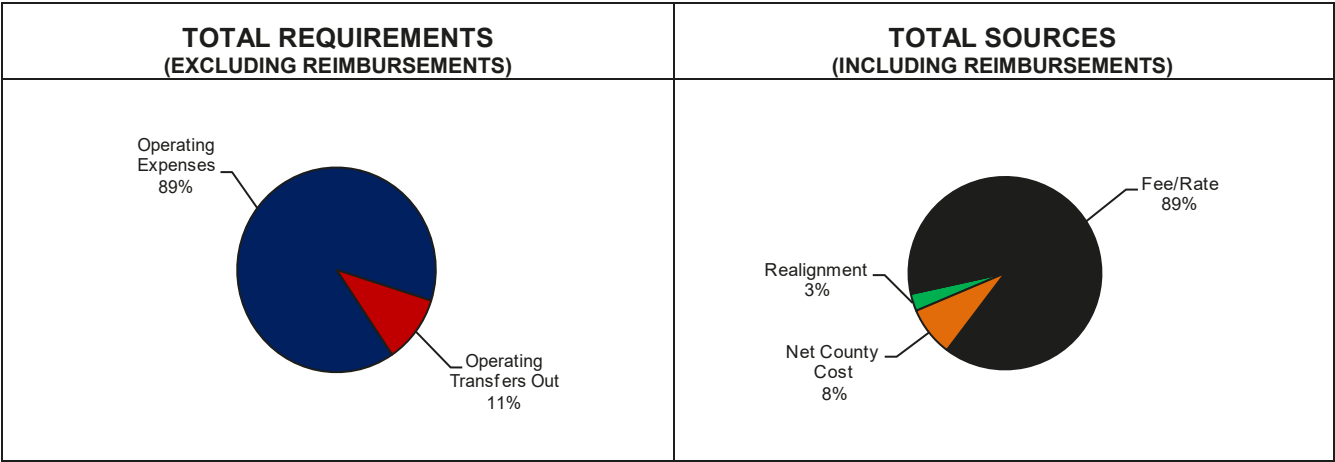 TOTAL REQUIREMENTS
(EXCLUDING REIMBURSEMENTS)
Operating
Expenses
89%
Operating
Transfers Out
11%
TOTAL SOURCES
(INCLUDING REIMBURSEMENTS)
Fee/Rate
89%
Realignment
3%
Net County
Cost
8%